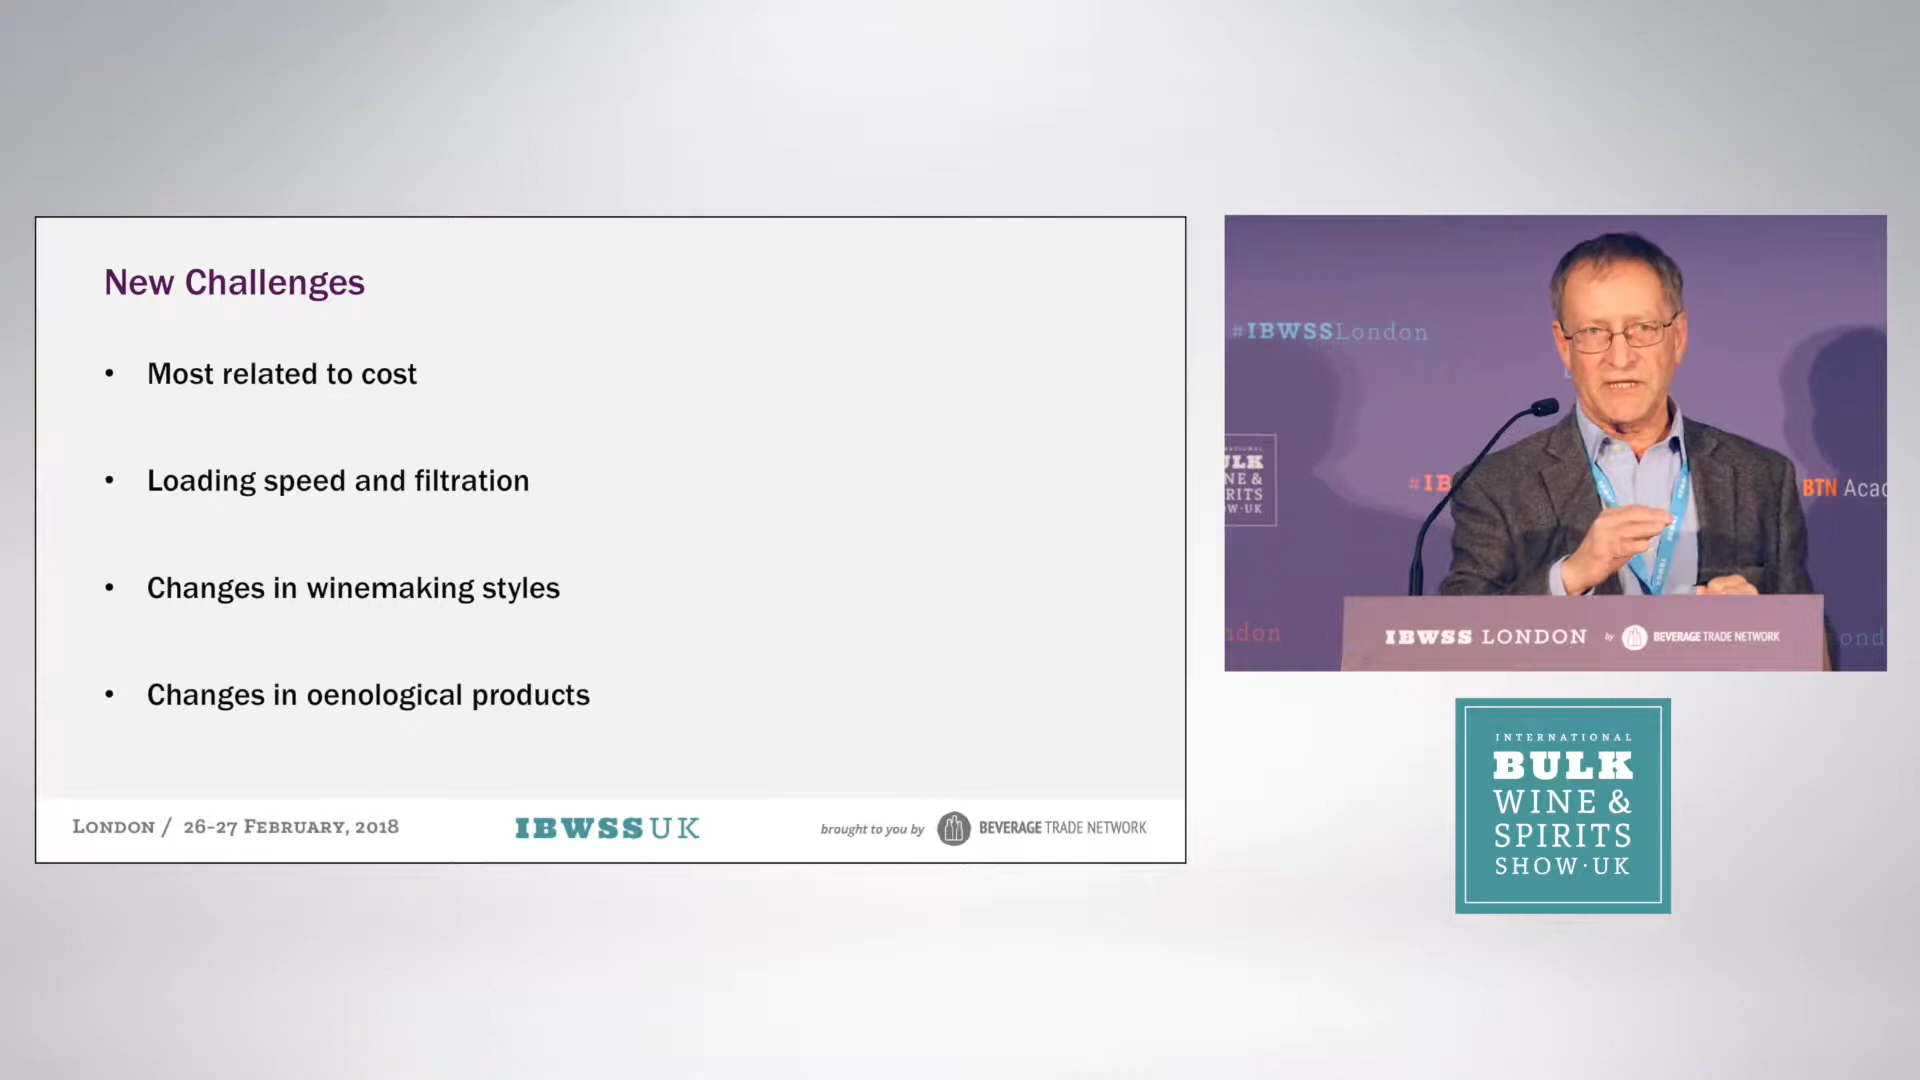 New Challenges
• Most related to cost
• Loading speed and filtration
• Changes in winemaking styles
• Changes in oenological products
LONDON / 26-27 FEBRUARY, 2018
IBWSS UK
brought to you by BEVERAGE TRADE NETWORK
#IBWSSLondon
#IB
BTN Acad
IBWSS LONDON by BEVERAGE TRADE NETWORK
INTERNATIONAL
BULK
WINE &
SPIRITS
SHOW·UK